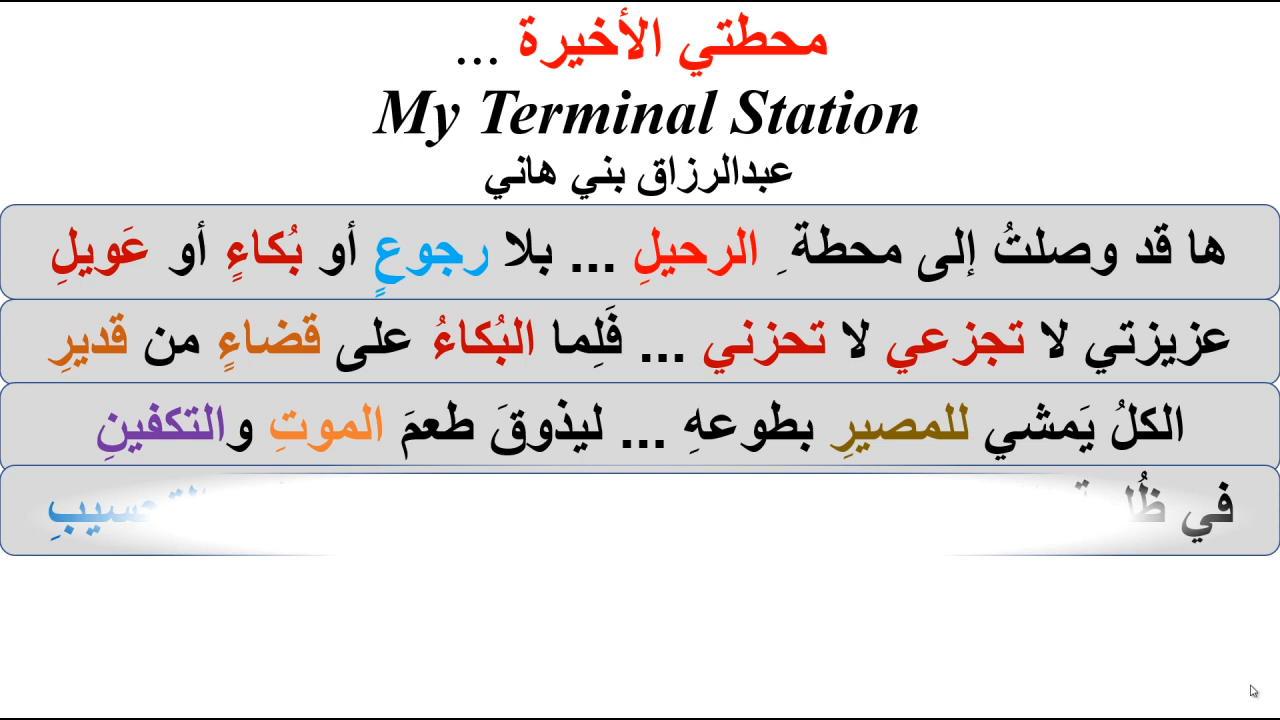 محطتي الأخيرة ...
My Terminal Station
عبدالرزاق بني هاني
ها قد وصلتُ إلى محطةِ الرحيلِ ... بلا رجوعٍ أو بُكاءٍ أو عَويلِ
عزيزتي لا تجزعي لا تحزني ... فَلِما البُكاءُ على قضاءٍ من قديرِ
الكلُ يَمشي للمصيرِ بطوعهِ ... ليذوقَ طعمَ الموتِ والتكفينِ
في